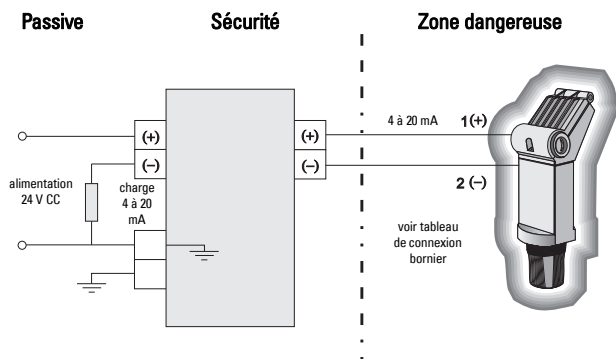 Passive
Sécurité
Zone dangereuse
(+)
(–)
alimentation
24 V CC
charge
4 à 20
mA
(+)
(–)
4 à 20 mA
1(+)
2 (–)
voir tableau
de connexion
bornier